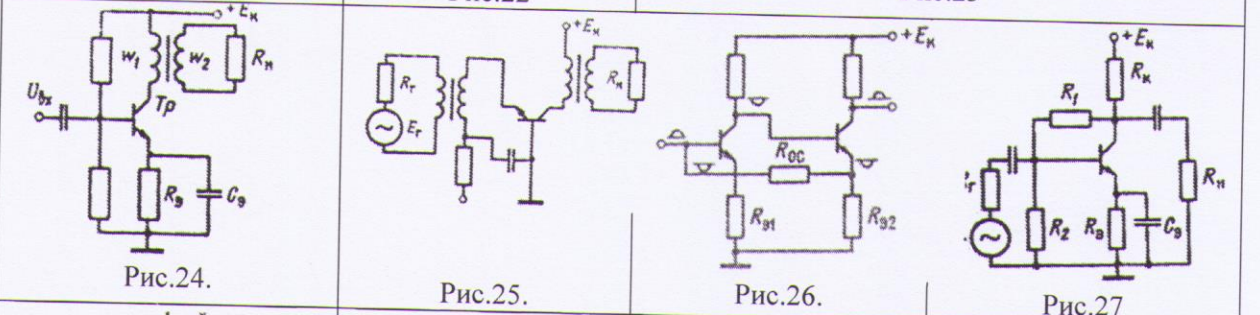 +Eк
w₁
w₂
Rн
Uвх
Тр
Rэ
Cэ
Рис.24.
+Eк
Rг
Rн
Eг
Рис.25.
+Eк
Rос
Rэ1
Rэ2
Рис.26.
+Eк
Rк
R₁
Rн
R₂
Rэ
Cэ
Рис.27